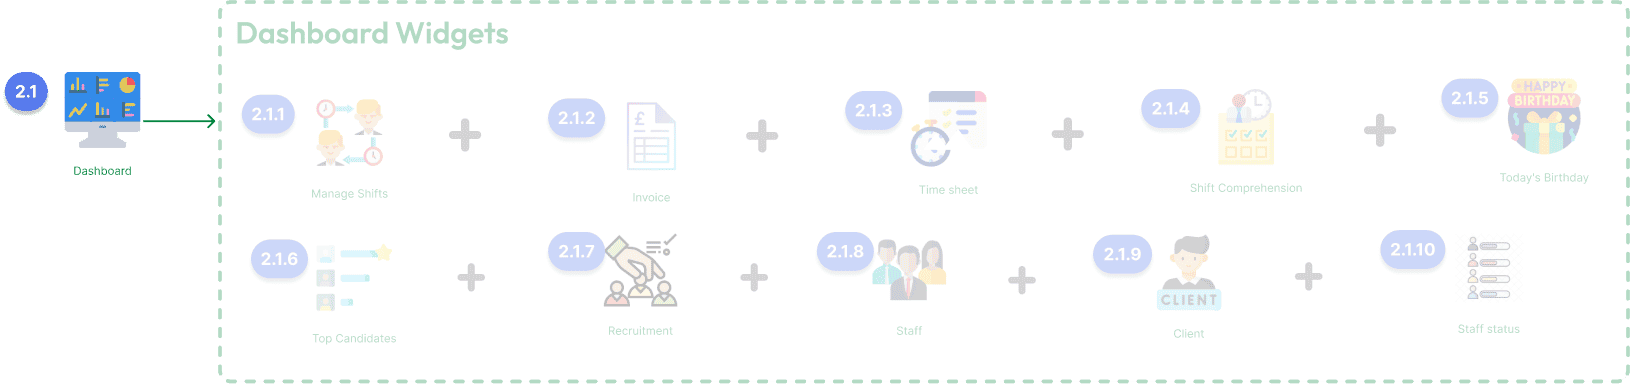 Dashboard Widgets
2.1
Dashboard
2.1.1
Manage Shifts
2.1.2
£
Invoice
2.1.3
Time sheet
2.1.4
Shift Comprehension
2.1.5
HAPPY
BIRTHDAY
Today's Birthday
2.1.6
Top Candidates
2.1.7
Recruitment
2.1.8
Staff
2.1.9
CLIENT
Client
2.1.10
Staff status